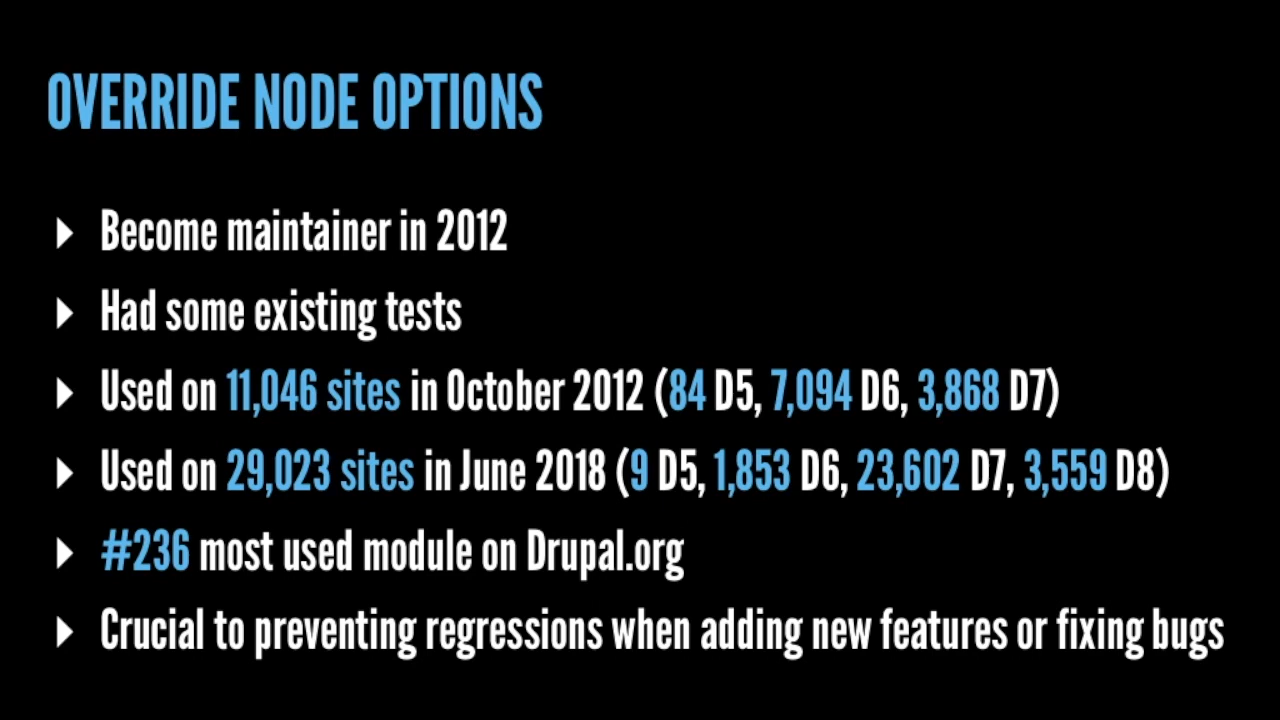 OVERRIDE NODE OPTIONS
Become maintainer in 2012
Had some existing tests
Used on 11,046 sites in October 2012 (84 D5, 7,094 D6, 3,868 D7)
Used on 29,023 sites in June 2018 (9 D5, 1,853 D6, 23,602 D7, 3,559 D8)
#236 most used module on Drupal.org
Crucial to preventing regressions when adding new features or fixing bugs